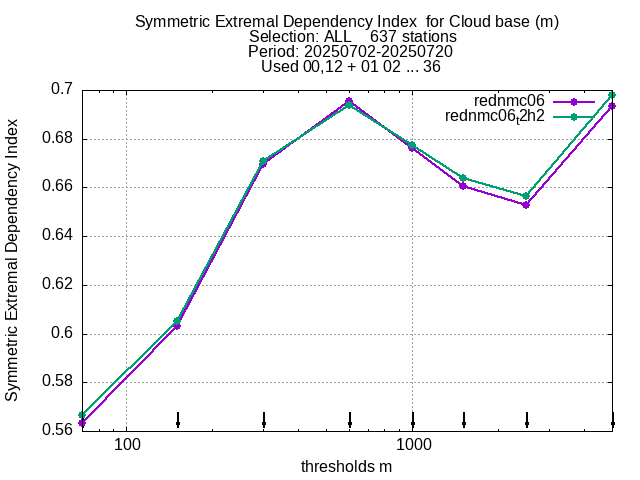 Symmetric Extremal Dependency Index  for Cloud base (m)
Selection: ALL    637 stations
Period: 20250702-20250720
Used 00,12 + 01 02 ... 36
rednmc06
rednmc06_t2h2
0.7
0.68
0.66
0.64
0.62
0.6
0.58
0.56
Symmetric Extremal Dependency Index
100
1000
thresholds m